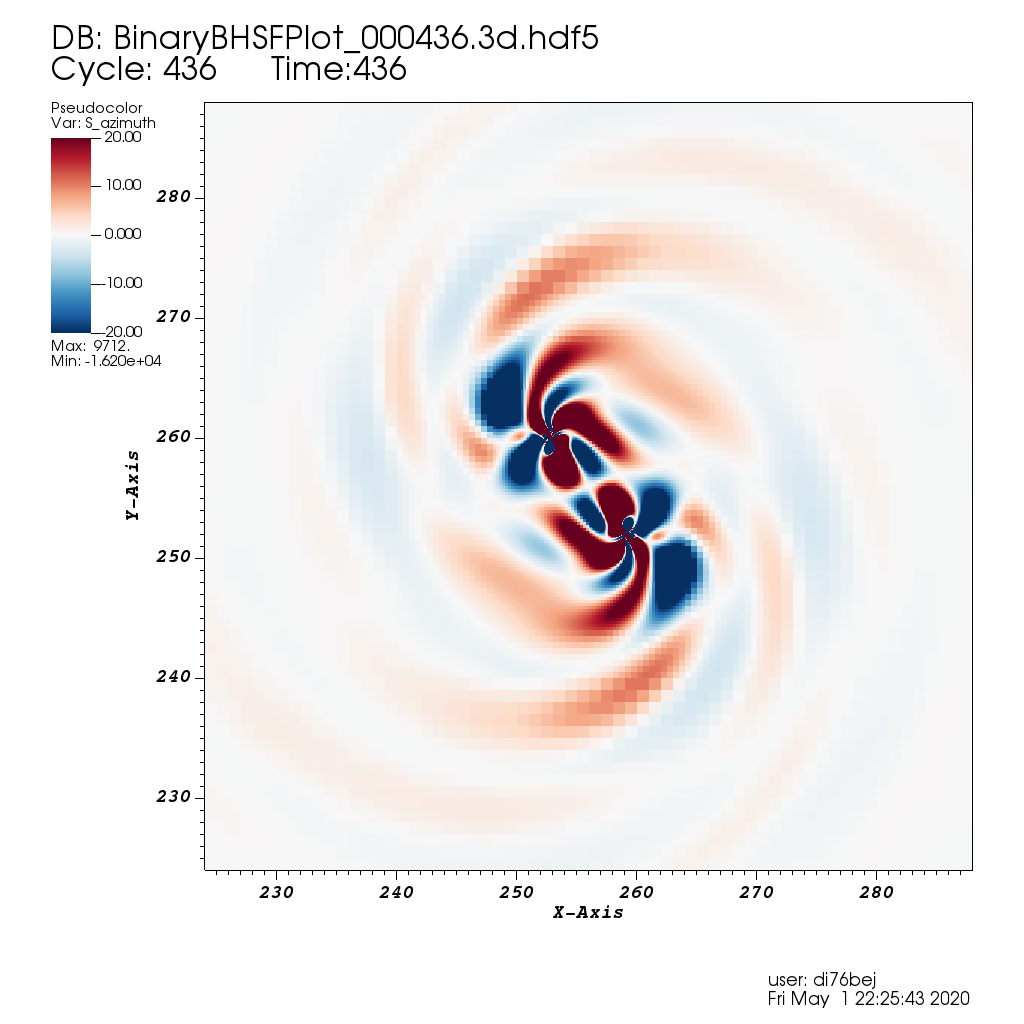 DB: BinaryBHSFPlot_000436.3d.hdf5
Cycle: 436 Time:436
Pseudocolor
Var: S_azimuth
20.00
10.00
0.000
-10.00
-20.00
Max: 9712.
Min: -1.620e+04
280
270
260
250
240
230
Y-Axis
230 240 250 260 270 280
X-Axis
user: di76bej
Fri May 1 22:25:43 2020